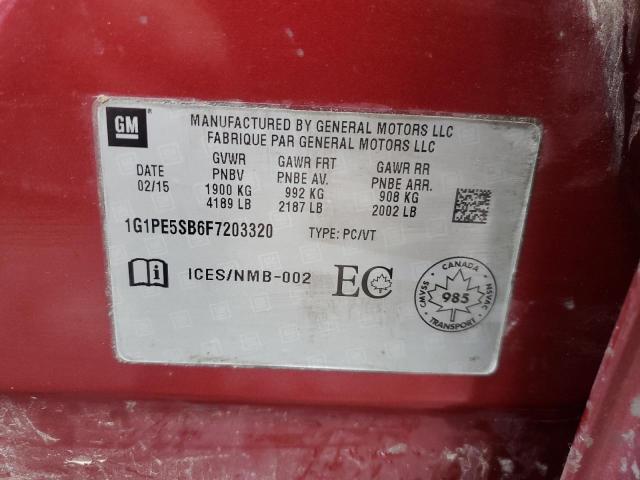 GM
MANUFACTURED BY GENERAL MOTORS LLC
FABRIQUE PAR GENERAL MOTORS LLC
DATE GVWR GAWR FRT GAWR RR
02/15 PNBV PNBE AV. PNBE ARR.
1900 KG 992 KG 908 KG
4189 LB 2187 LB 2002 LB
1G1PE5SB6F7203320 TYPE: PC/VT
i ICES/NMB-002 EC
CANADA
CMVSS 985 NSVAC
TRANSPORT